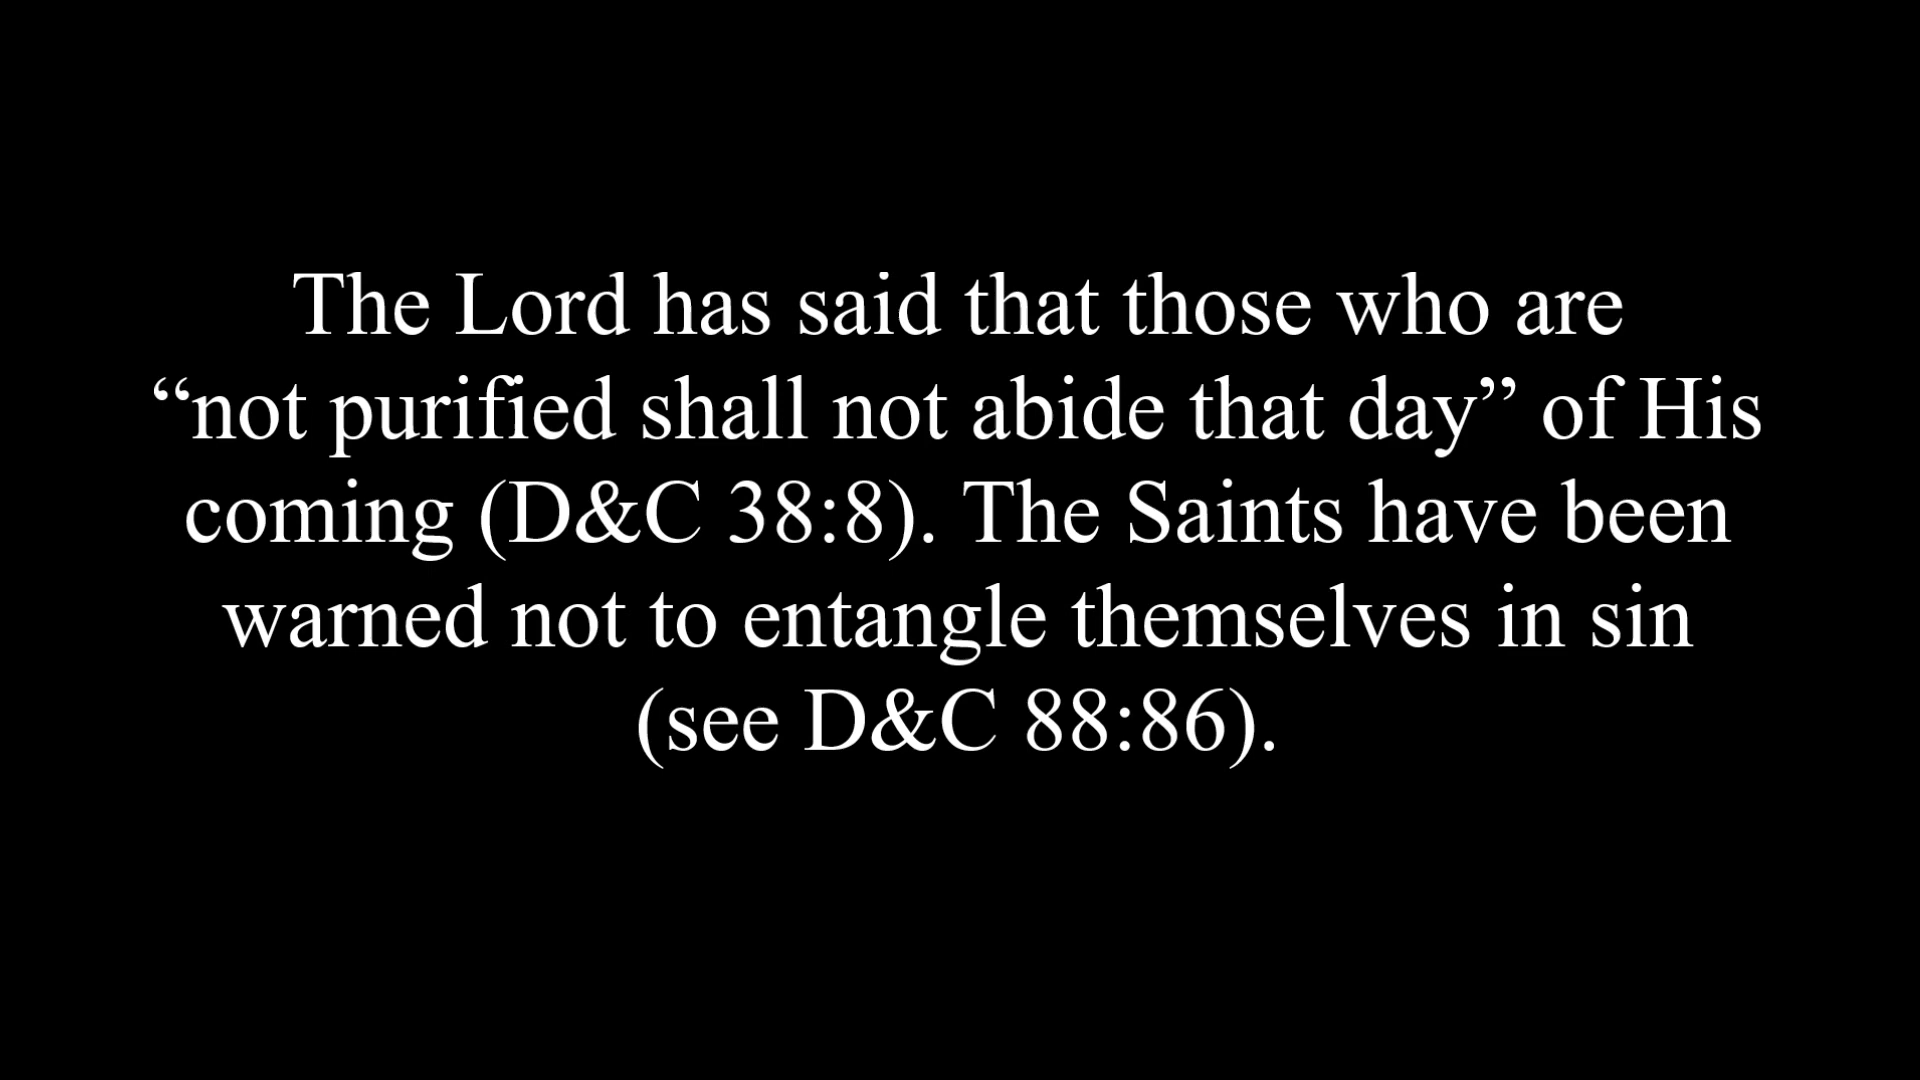 The Lord has said that those who are
“not purified shall not abide that day” of His
coming (D&C 38:8). The Saints have been
warned not to entangle themselves in sin
(see D&C 88:86).